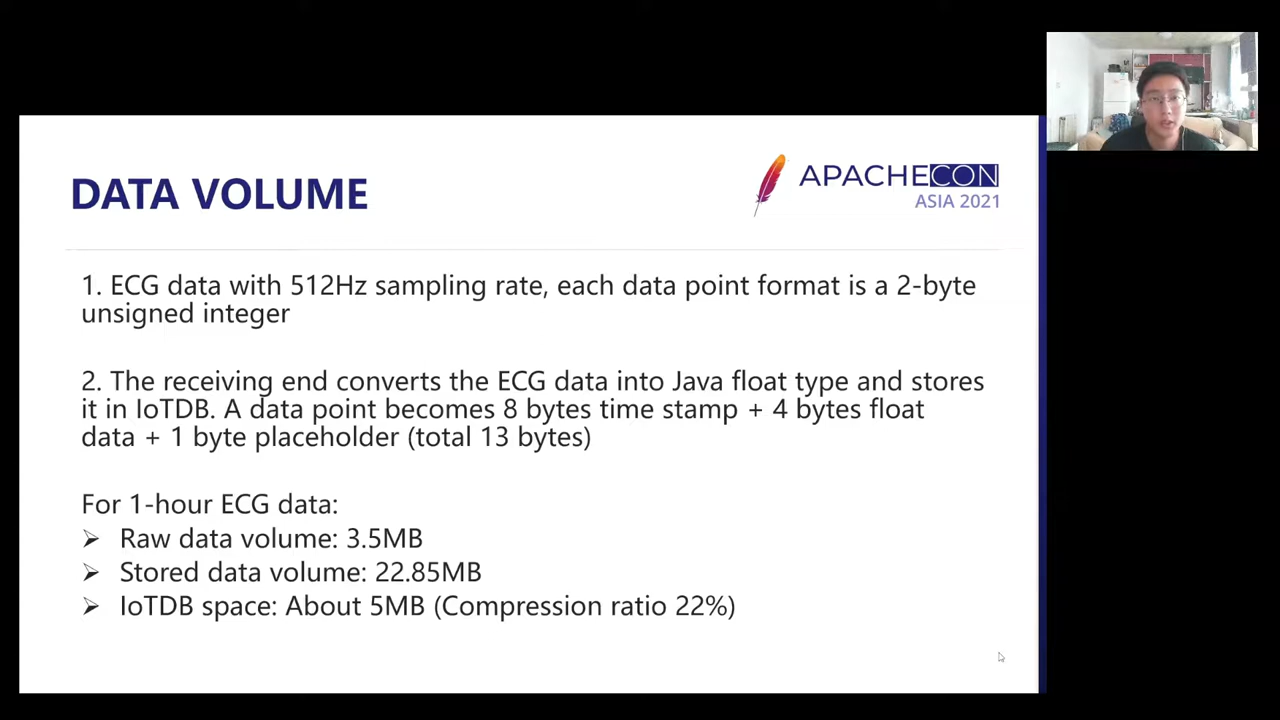 DATA VOLUME
APACHECON
ASIA 2021
1. ECG data with 512Hz sampling rate, each data point format is a 2-byte
unsigned integer
2. The receiving end converts the ECG data into Java float type and stores
it in IoTDB. A data point becomes 8 bytes time stamp + 4 bytes float
data + 1 byte placeholder (total 13 bytes)
For 1-hour ECG data:
➢ Raw data volume: 3.5MB
➢ Stored data volume: 22.85MB
➢ IoTDB space: About 5MB (Compression ratio 22%)